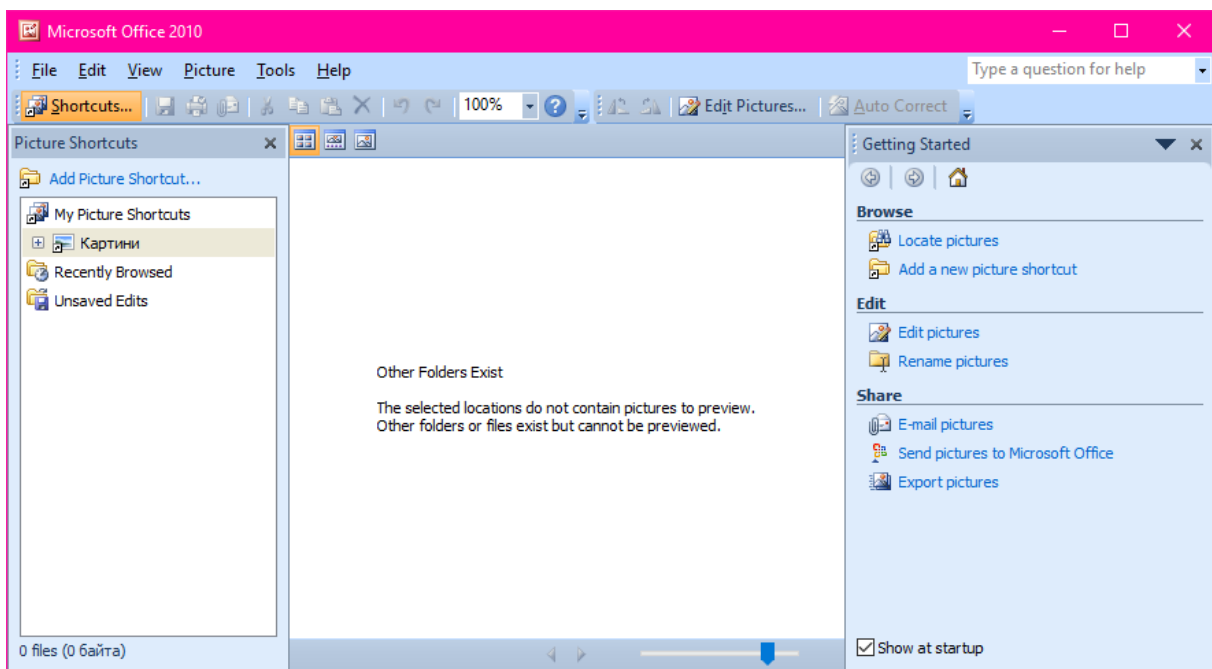 Microsoft Office 2010
File Edit View Picture Tools Help
Type a question for help
Shortcuts...
100%
Edit Pictures...
Auto Correct
Picture Shortcuts
Add Picture Shortcut...
My Picture Shortcuts
Картини
Recently Browsed
Unsaved Edits
0 files (0 байта)
Other Folders Exist
The selected locations do not contain pictures to preview.
Other folders or files exist but cannot be previewed.
Getting Started
Browse
Locate pictures
Add a new picture shortcut
Edit
Edit pictures
Rename pictures
Share
E-mail pictures
Send pictures to Microsoft Office
Export pictures
Show at startup